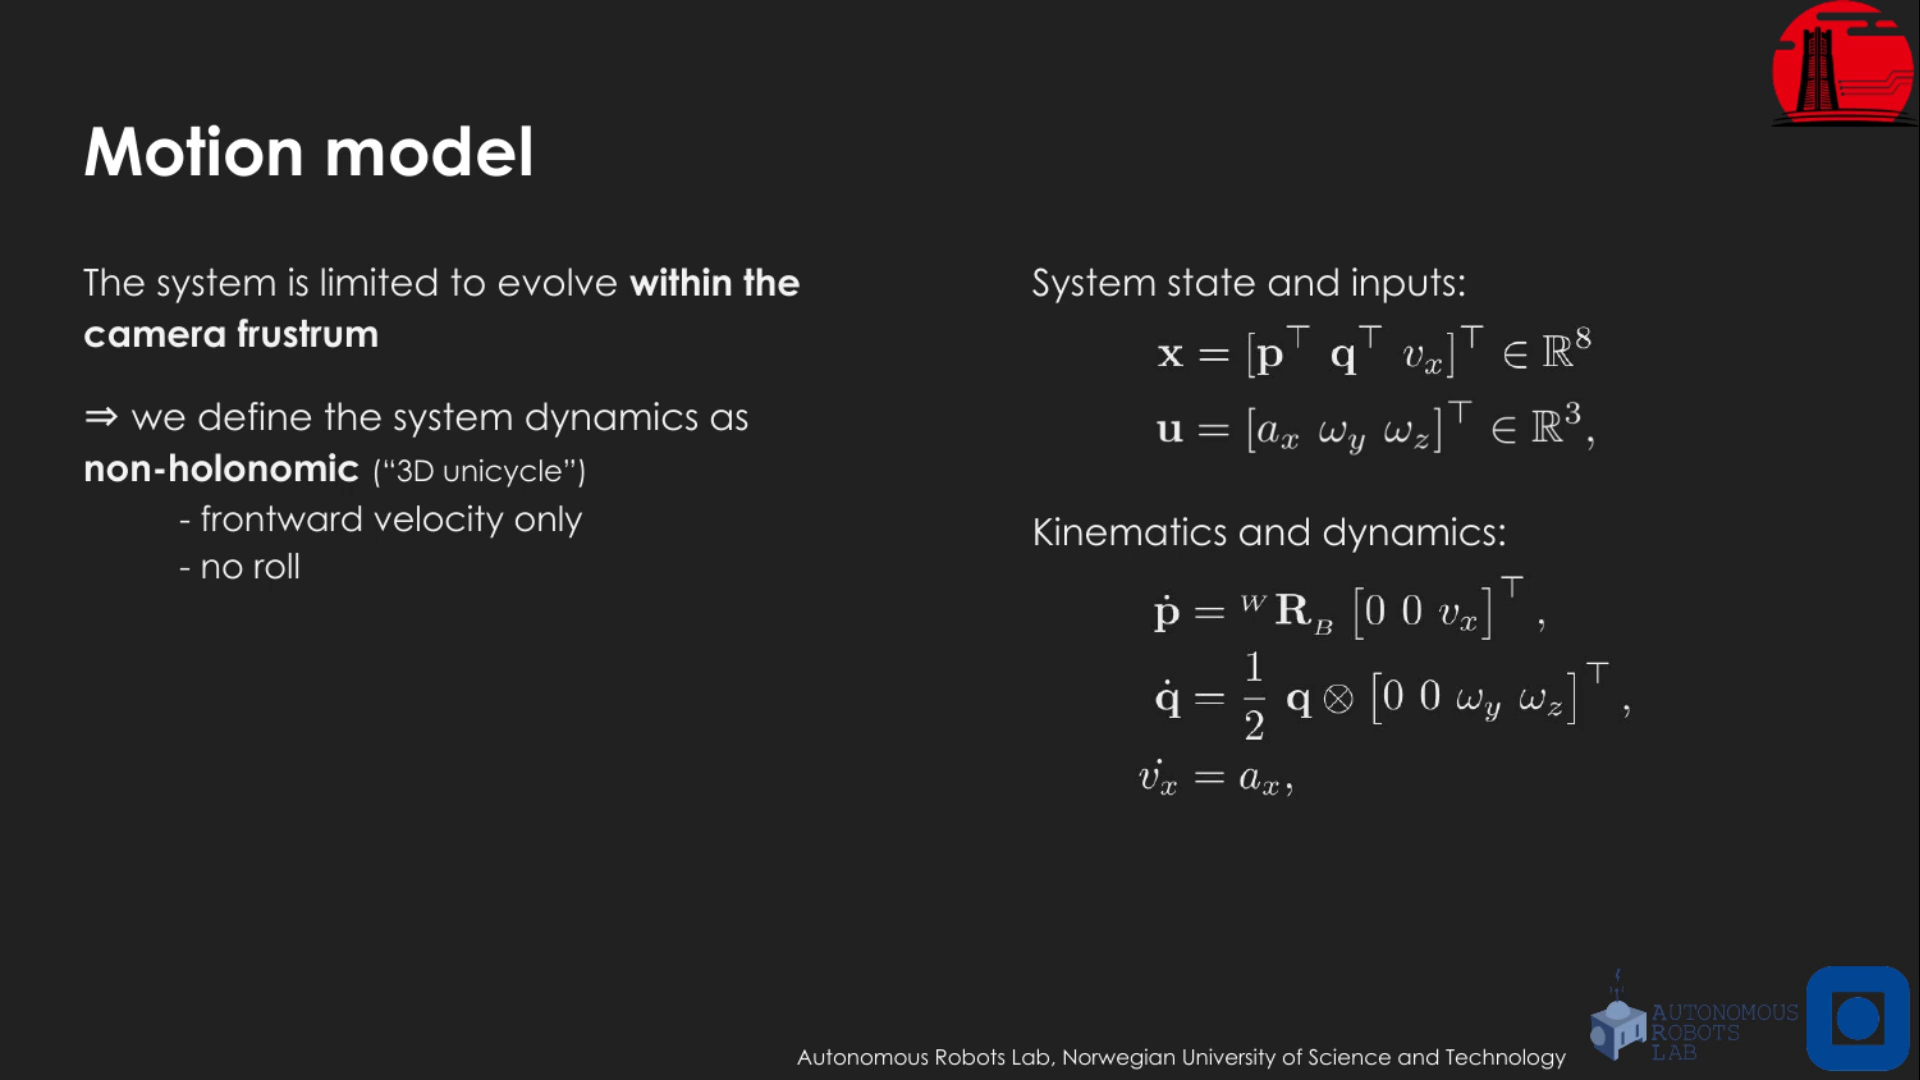 Motion model
The system is limited to evolve within the
camera frustrum
⇒ we define the system dynamics as
non-holonomic (“3D unicycle”)
- frontward velocity only
- no roll
System state and inputs:
𝐱 = [𝐩^⊤ 𝐪^⊤ v_x]^⊤ ∈ ℝ^8
𝐮 = [a_x ω_y ω_z]^⊤ ∈ ℝ^3,
Kinematics and dynamics:
ṗ = ^W R_B [0 0 v_x]^⊤ ,
q̇ = 1/2 q ⊗ [0 0 ω_y ω_z]^⊤ ,
v̇_x = a_x,
Autonomous Robots Lab, Norwegian University of Science and Technology
AUTONOMOUS
ROBOTS
LAB